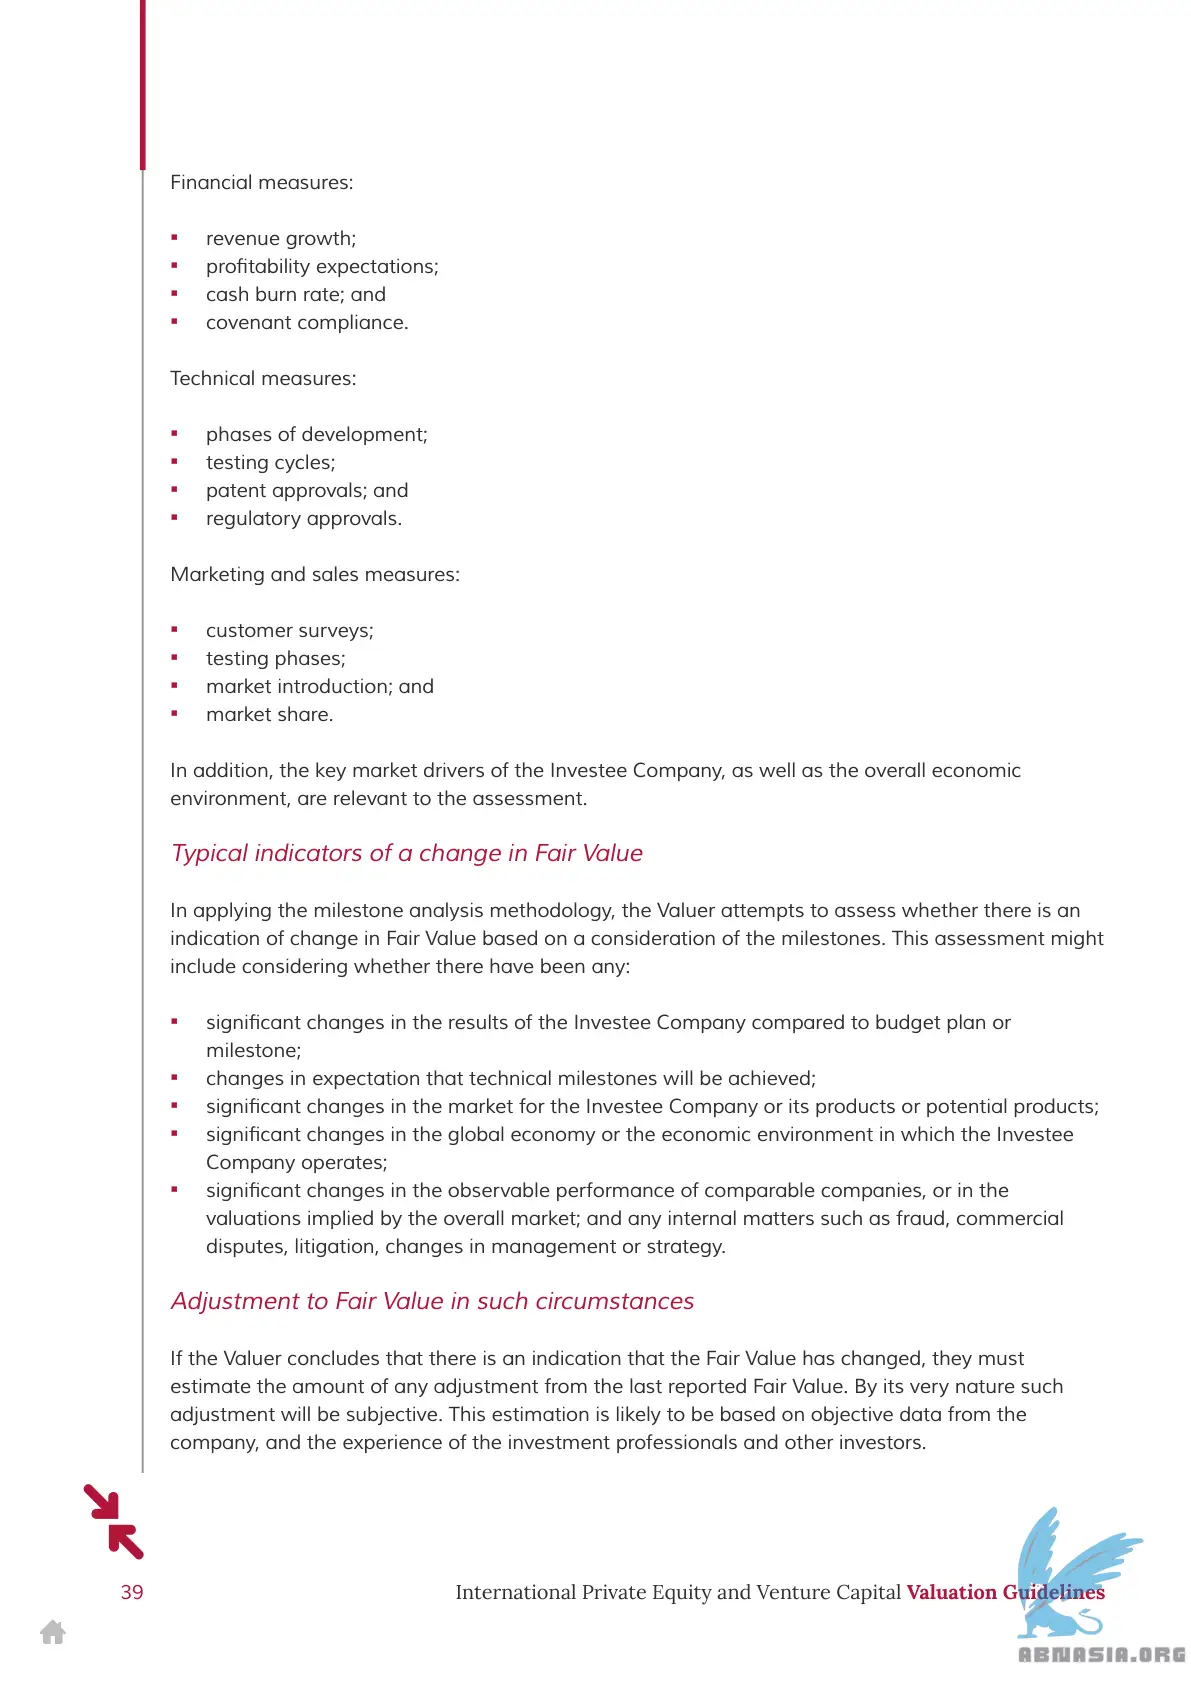 Financial measures:
▪ revenue growth;
▪ profitability expectations;
▪ cash burn rate; and
▪ covenant compliance.
Technical measures:
▪ phases of development;
▪ testing cycles;
▪ patent approvals; and
▪ regulatory approvals.
Marketing and sales measures:
▪ customer surveys;
▪ testing phases;
▪ market introduction; and
▪ market share.
In addition, the key market drivers of the Investee Company, as well as the overall economic
environment, are relevant to the assessment.
Typical indicators of a change in Fair Value
In applying the milestone analysis methodology, the Valuer attempts to assess whether there is an
indication of change in Fair Value based on a consideration of the milestones. This assessment might
include considering whether there have been any:
▪ significant changes in the results of the Investee Company compared to budget plan or
milestone;
▪ changes in expectation that technical milestones will be achieved;
▪ significant changes in the market for the Investee Company or its products or potential products;
▪ significant changes in the global economy or the economic environment in which the Investee
Company operates;
▪ significant changes in the observable performance of comparable companies, or in the
valuations implied by the overall market; and any internal matters such as fraud, commercial
disputes, litigation, changes in management or strategy.
Adjustment to Fair Value in such circumstances
If the Valuer concludes that there is an indication that the Fair Value has changed, they must
estimate the amount of any adjustment from the last reported Fair Value. By its very nature such
adjustment will be subjective. This estimation is likely to be based on objective data from the
company, and the experience of the investment professionals and other investors.
39 International Private Equity and Venture Capital Valuation Guidelines
ABNASIA.ORG